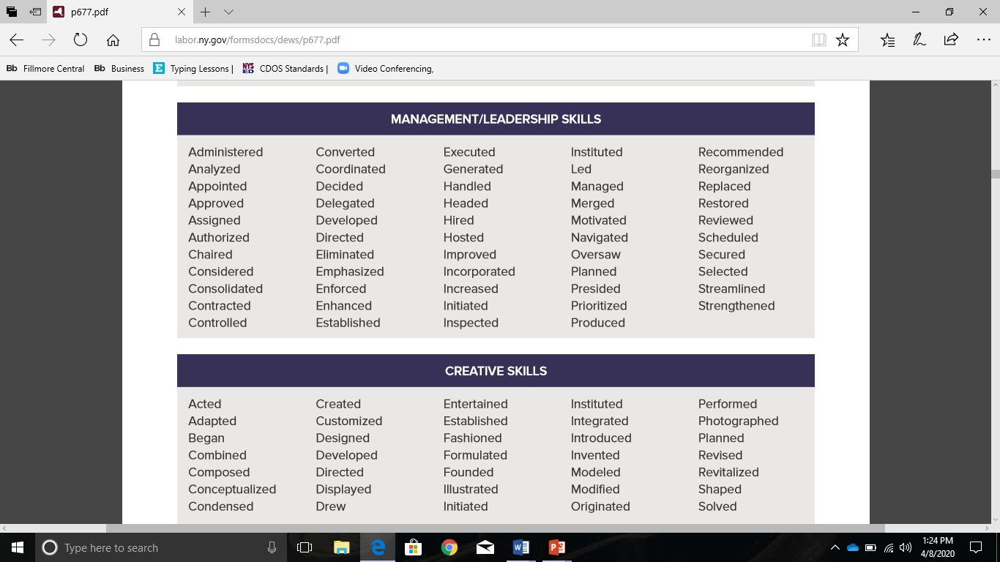 p677.pdf
labor.ny.gov/formsdocs/dews/p677.pdf
Bb Fillmore Central Bb Business E Typing Lessons | NYS ED CDOS Standards | Video Conferencing,
MANAGEMENT/LEADERSHIP SKILLS
Administered Converted Executed Instituted Recommended
Analyzed Coordinated Generated Led Reorganized
Appointed Decided Handled Managed Replaced
Approved Delegated Headed Merged Restored
Assigned Developed Hired Motivated Reviewed
Authorized Directed Hosted Navigated Scheduled
Chaired Eliminated Improved Oversaw Secured
Considered Emphasized Incorporated Planned Selected
Consolidated Enforced Increased Presided Streamlined
Contracted Enhanced Initiated Prioritized Strengthened
Controlled Established Inspected Produced
CREATIVE SKILLS
Acted Created Entertained Instituted Performed
Adapted Customized Established Integrated Photographed
Began Designed Fashioned Introduced Planned
Combined Developed Formulated Invented Revised
Composed Directed Founded Modeled Revitalized
Conceptualized Displayed Illustrated Modified Shaped
Condensed Drew Initiated Originated Solved
Type here to search
1:24 PM
4/8/2020